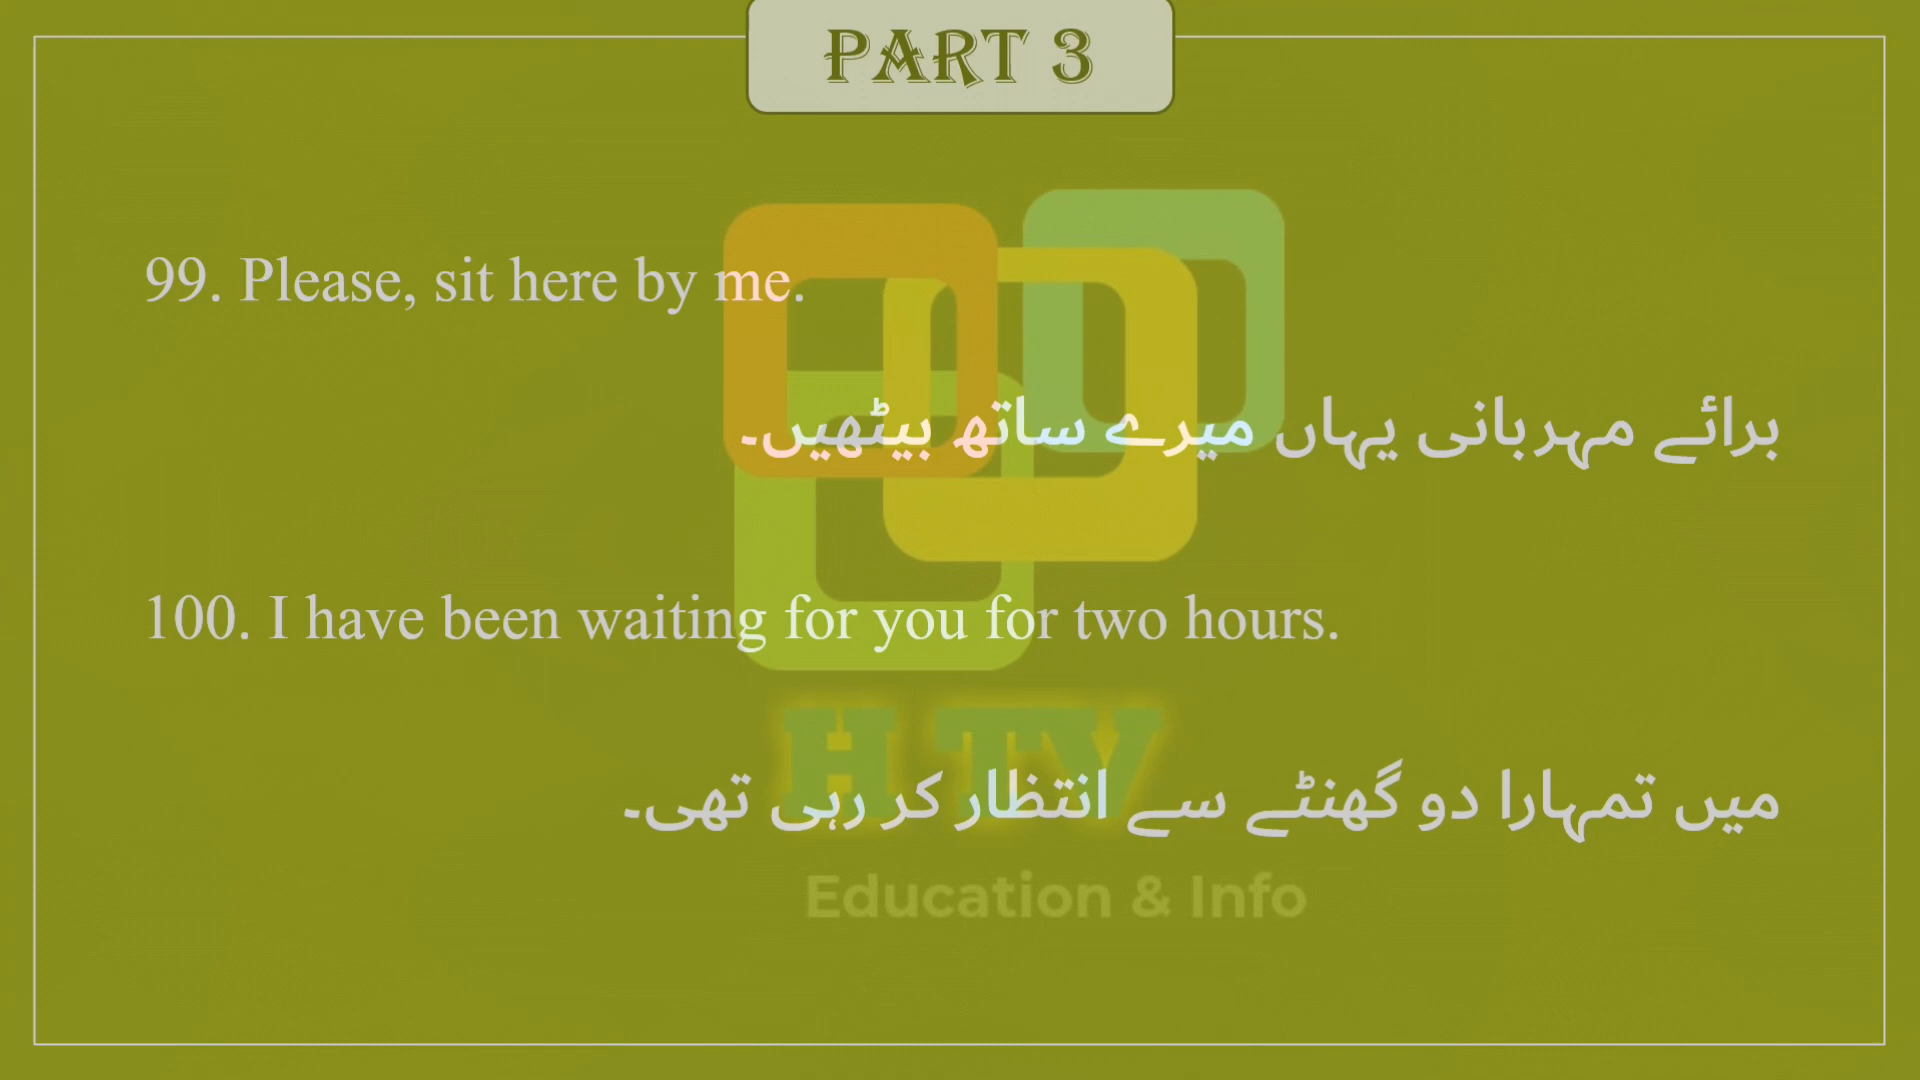 PART 3
99. Please, sit here by me.
برائے مہربانی یہاں میرے ساتھ بیٹھیں۔
100. I have been waiting for you for two hours.
H TV
میں تمہارا دو گھنٹے سے انتظار کر رہی تھی۔
Education & Info